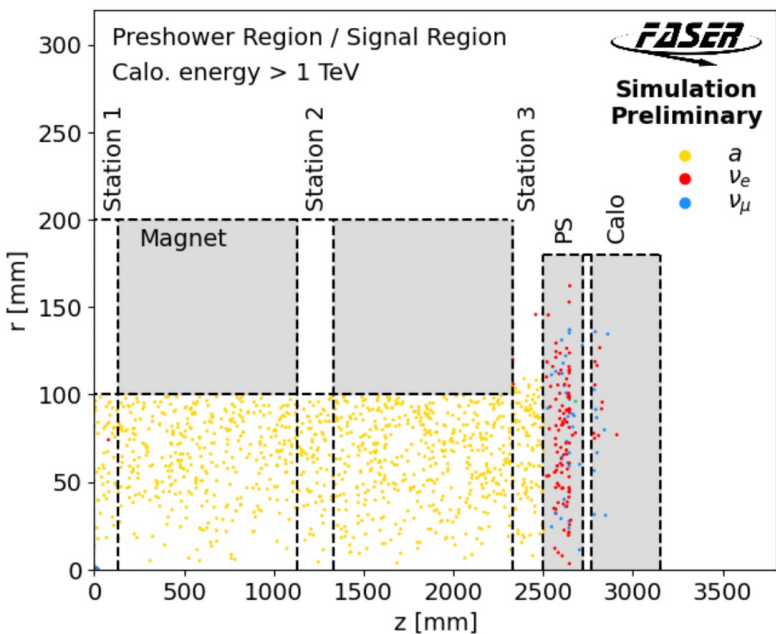 Preshower Region / Signal Region
Calo. energy > 1 TeV
FASER
Simulation
Preliminary
a
νe
νμ
Station 1
Station 2
Station 3
Magnet
PS
Calo
r [mm]
300
250
200
150
100
50
0
0 500 1000 1500 2000 2500 3000 3500
z [mm]